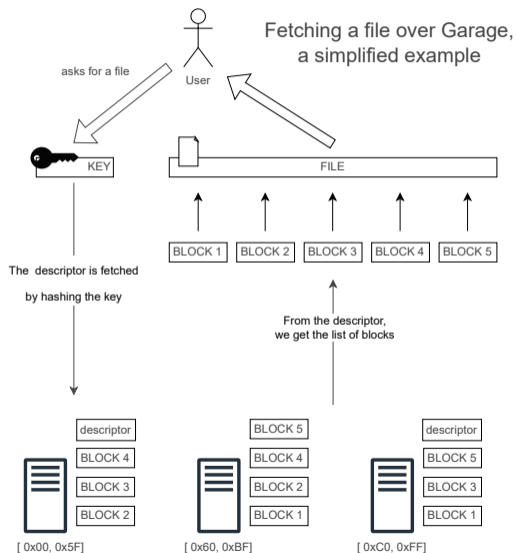 Fetching a file over Garage,
a simplified example
asks for a file
User
KEY
FILE
BLOCK 1
BLOCK 2
BLOCK 3
BLOCK 4
BLOCK 5
The descriptor is fetched
by hashing the key
From the descriptor,
we get the list of blocks
descriptor
BLOCK 4
BLOCK 3
BLOCK 2
[ 0x00, 0x5F]
BLOCK 5
BLOCK 4
BLOCK 2
BLOCK 1
[ 0x60, 0xBF]
descriptor
BLOCK 5
BLOCK 3
BLOCK 1
[ 0xC0, 0xFF]